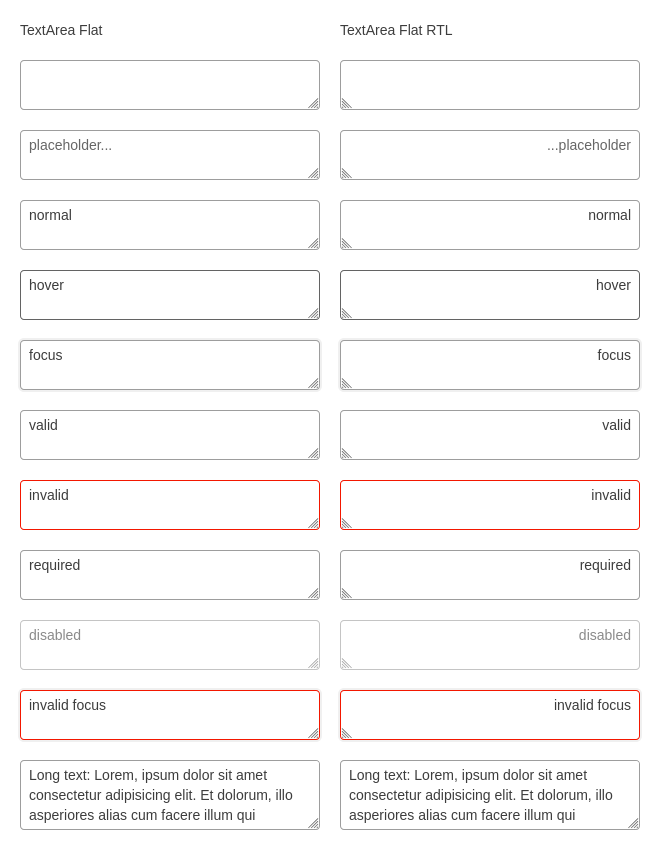 TextArea Flat
TextArea Flat RTL
placeholder...
...placeholder
normal
normal
hover
hover
focus
focus
valid
valid
invalid
invalid
required
required
disabled
disabled
invalid focus
invalid focus
Long text: Lorem, ipsum dolor sit amet
consectetur adipisicing elit. Et dolorum, illo
asperiores alias cum facere illum qui
Long text: Lorem, ipsum dolor sit amet
consectetur adipisicing elit. Et dolorum, illo
asperiores alias cum facere illum qui